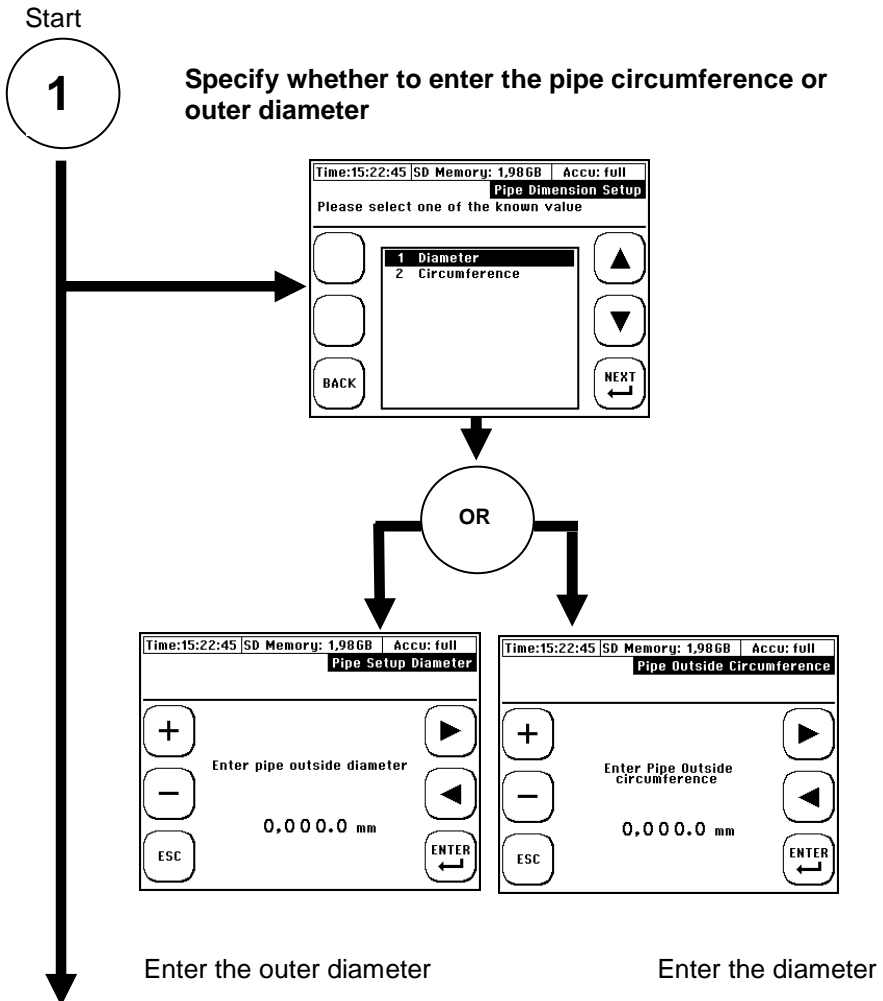 Start
1
Specify whether to enter the pipe circumference or
outer diameter
Time:15:22:45 SD Memory: 1,98GB Accu: full
Pipe Dimension Setup
Please select one of the known value
1 Diameter
2 Circumference
BACK
NEXT
OR
Time:15:22:45 SD Memory: 1,98GB Accu: full
Pipe Setup Diameter
+
Enter pipe outside diameter
–
0,000.0 mm
ESC
ENTER
Time:15:22:45 SD Memory: 1,98GB Accu: full
Pipe Outside Circumference
+
Enter Pipe Outside
circumference
–
0,000.0 mm
ESC
ENTER
Enter the outer diameter
Enter the diameter